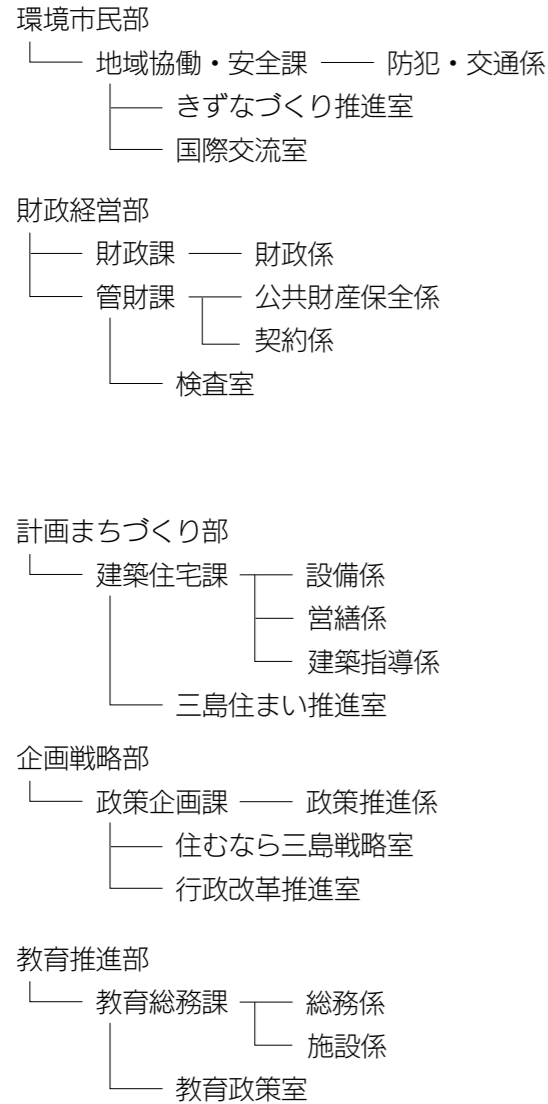 環境市民部
地域協働・安全課 防犯・交通係
きずなづくり推進室
国際交流室
財政経営部
財政課 財政係
管財課 公共財産保全係
契約係
検査室
計画まちづくり部
建築住宅課 設備係
営繕係
建築指導係
三島住まい推進室
企画戦略部
政策企画課 政策推進係
住むなら三島戦略室
行政改革推進室
教育推進部
教育総務課 総務係
施設係
教育政策室